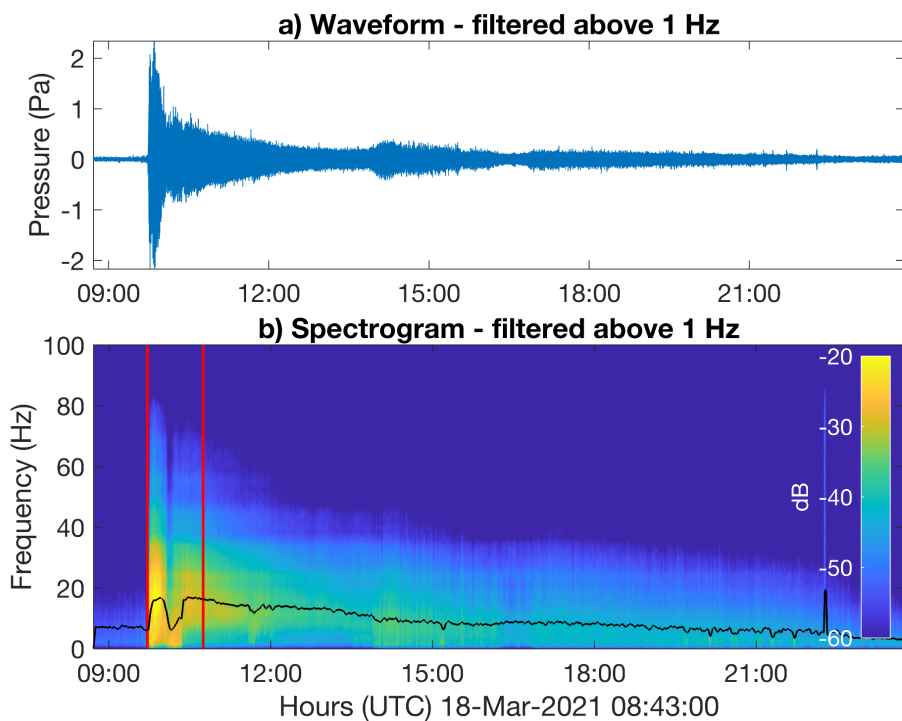 a) Waveform - filtered above 1 Hz
Pressure (Pa)
2
1
0
-1
-2
09:00 12:00 15:00 18:00 21:00
b) Spectrogram - filtered above 1 Hz
Frequency (Hz)
100
80
60
40
20
0
dB
-20
-30
-40
-50
-60
09:00 12:00 15:00 18:00 21:00
Hours (UTC) 18-Mar-2021 08:43:00